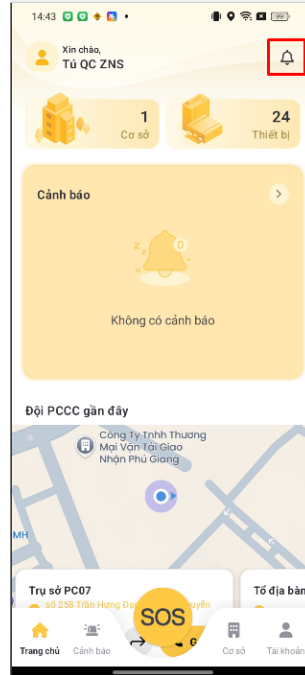 14:43
Xin chào,
Tú QC ZNS
1
Cơ sở
24
Thiết bị
Cảnh báo
z z
0
Không có cảnh báo
Đội PCCC gần đây
Công Ty Tnhh Thương
Mại Vận Tải Giao
Nhận Phú Giang
MH
Trụ sở PC07
số 258 Trần Hưng Đạo
Tổ địa bàn
SOS
G
Trang chủ
Cảnh báo
Cơ sở
Tài khoản